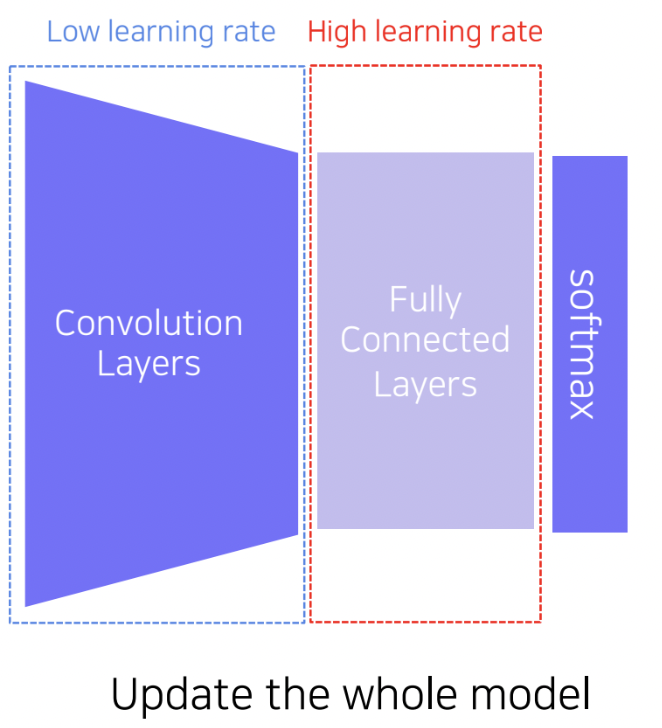 Low learning rate
High learning rate
Convolution
Layers
Fully
Connected
Layers
softmax
Update the whole model